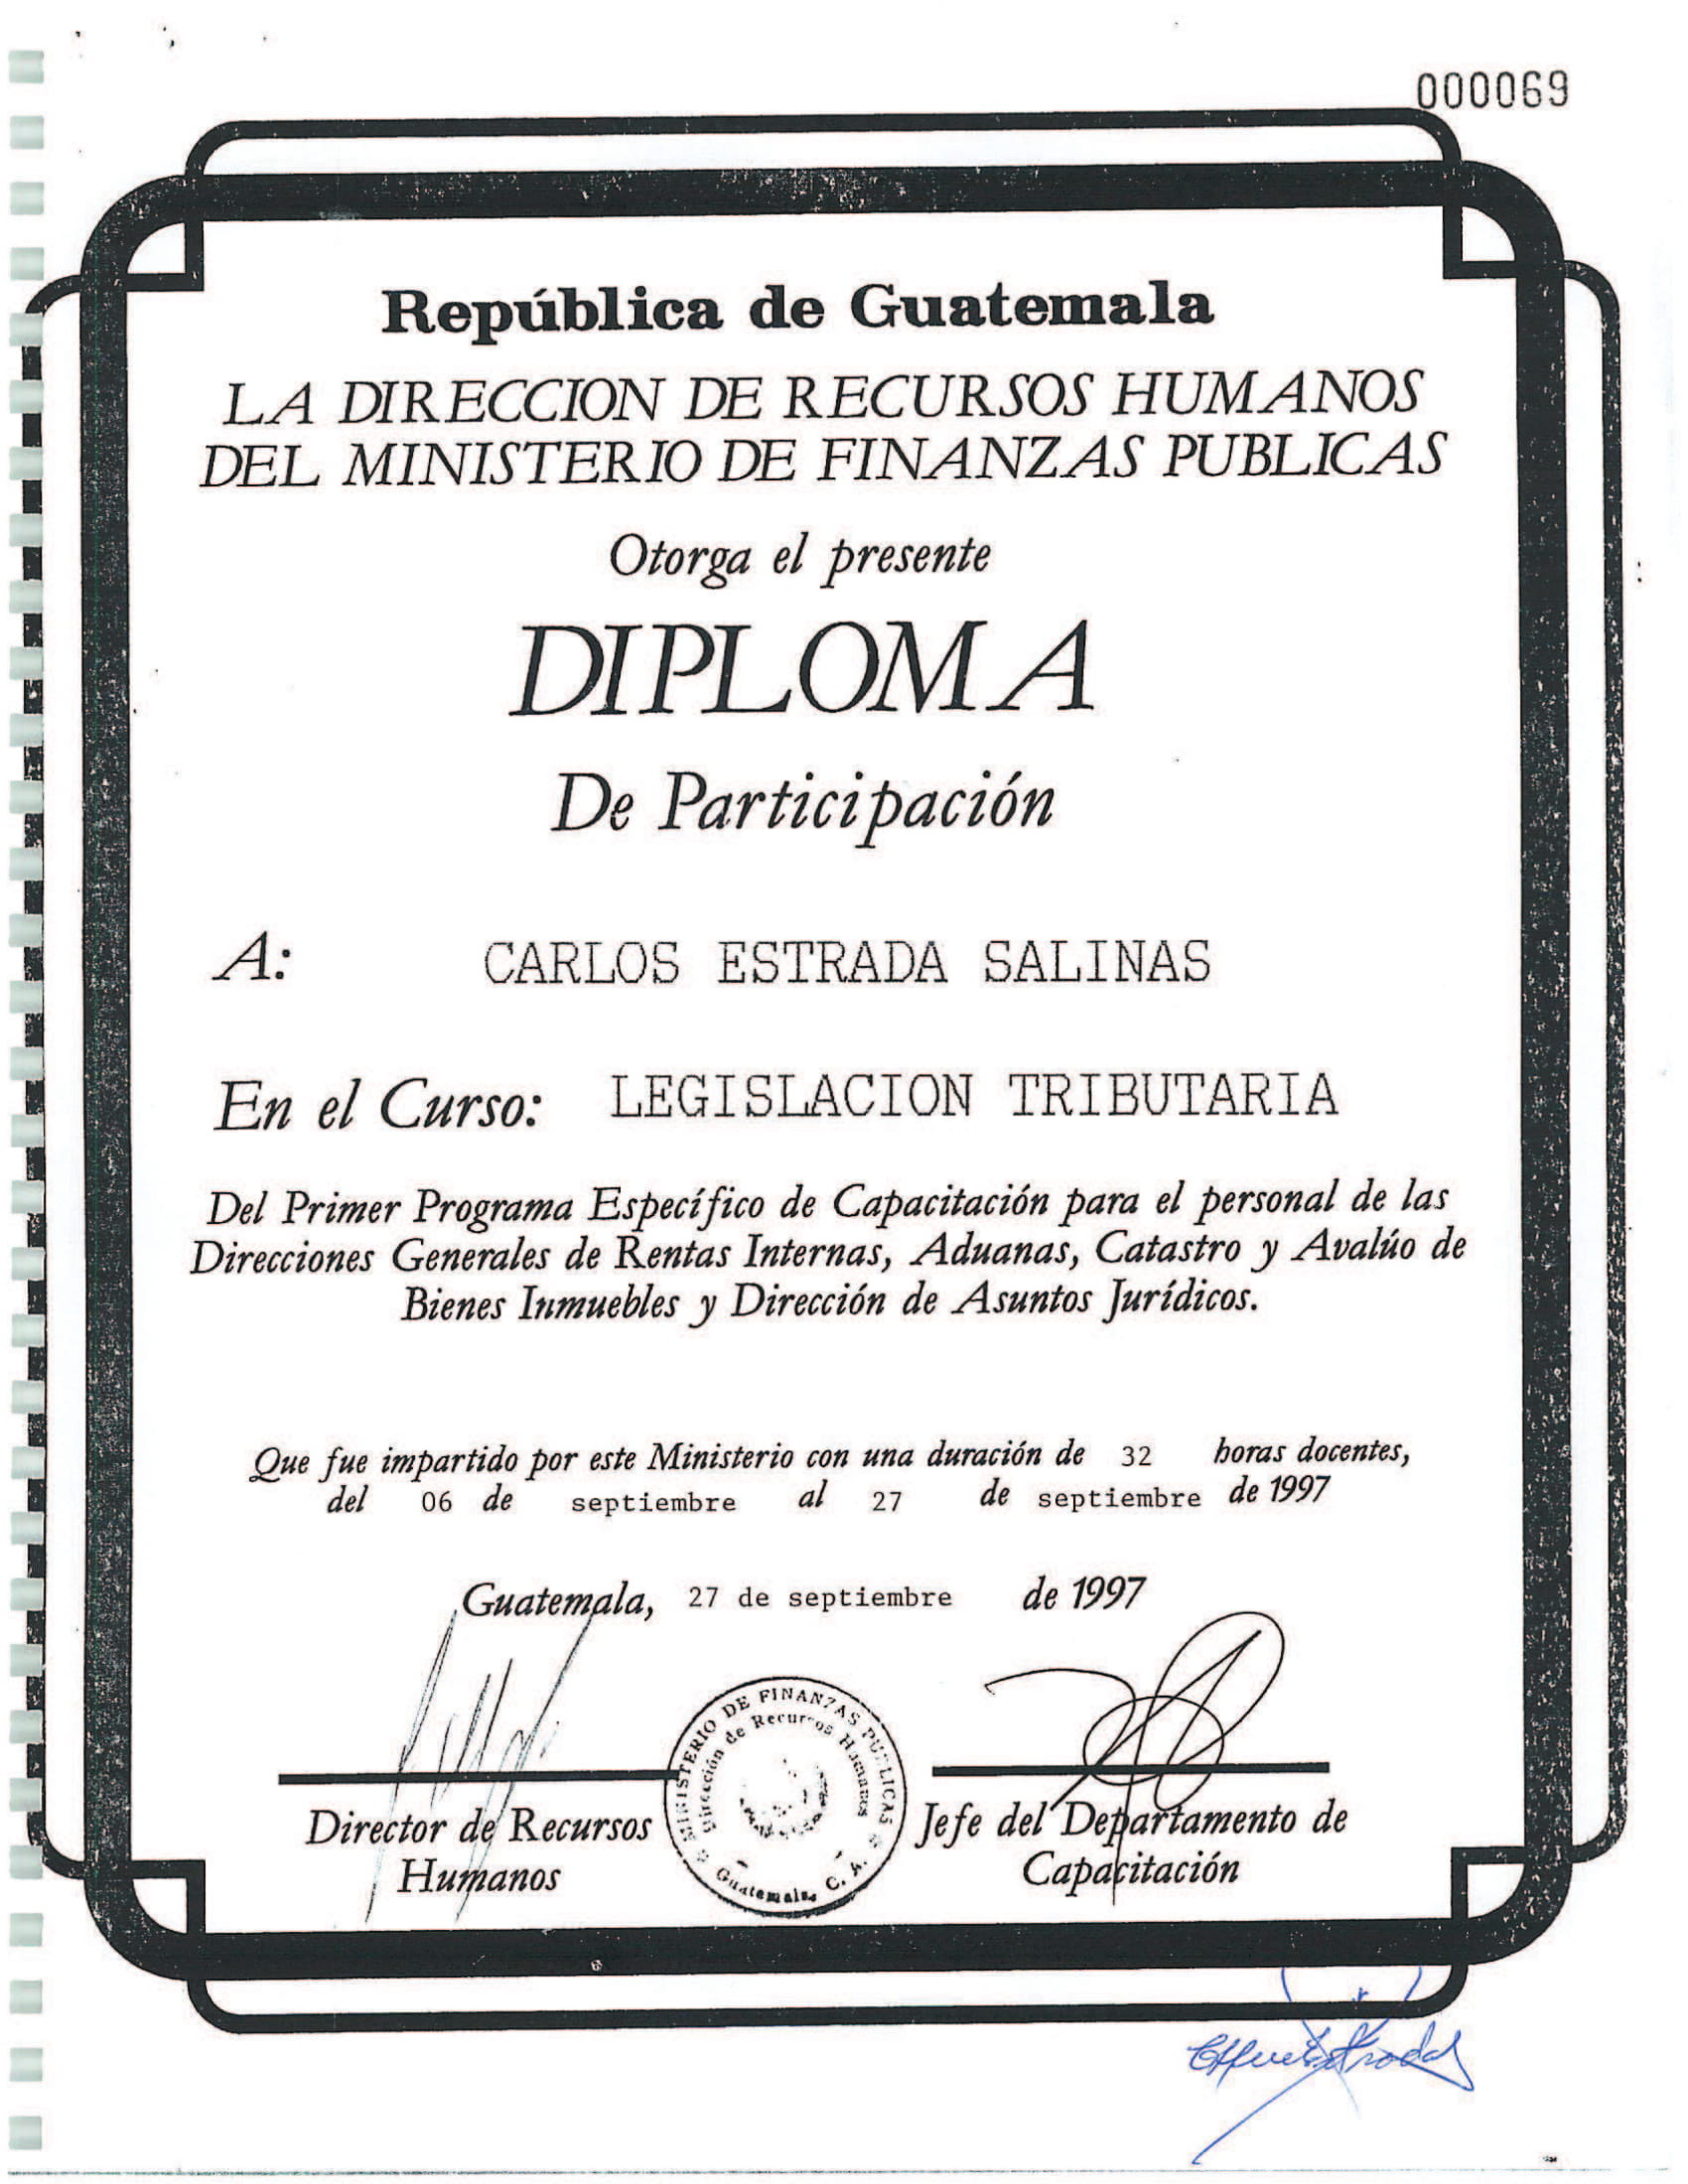 000069
República de Guatemala
LA DIRECCION DE RECURSOS HUMANOS
DEL MINISTERIO DE FINANZAS PUBLICAS
Otorga el presente
DIPLOMA
De Participación
A: CARLOS ESTRADA SALINAS
En el Curso: LEGISLACION TRIBUTARIA
Del Primer Programa Específico de Capacitación para el personal de las
Direcciones Generales de Rentas Internas, Aduanas, Catastro y Avalúo de
Bienes Inmuebles y Dirección de Asuntos Jurídicos.
Que fue impartido por este Ministerio con una duración de 32 horas docentes,
del 06 de septiembre al 27 de septiembre de 1997
Guatemala, 27 de septiembre de 1997
MINISTERIO DE FINANZAS PUBLICAS
Dirección de Recursos Humanos
Guatemala, C. A.
Director de Recursos
Humanos
Jefe del Departamento de
Capacitación